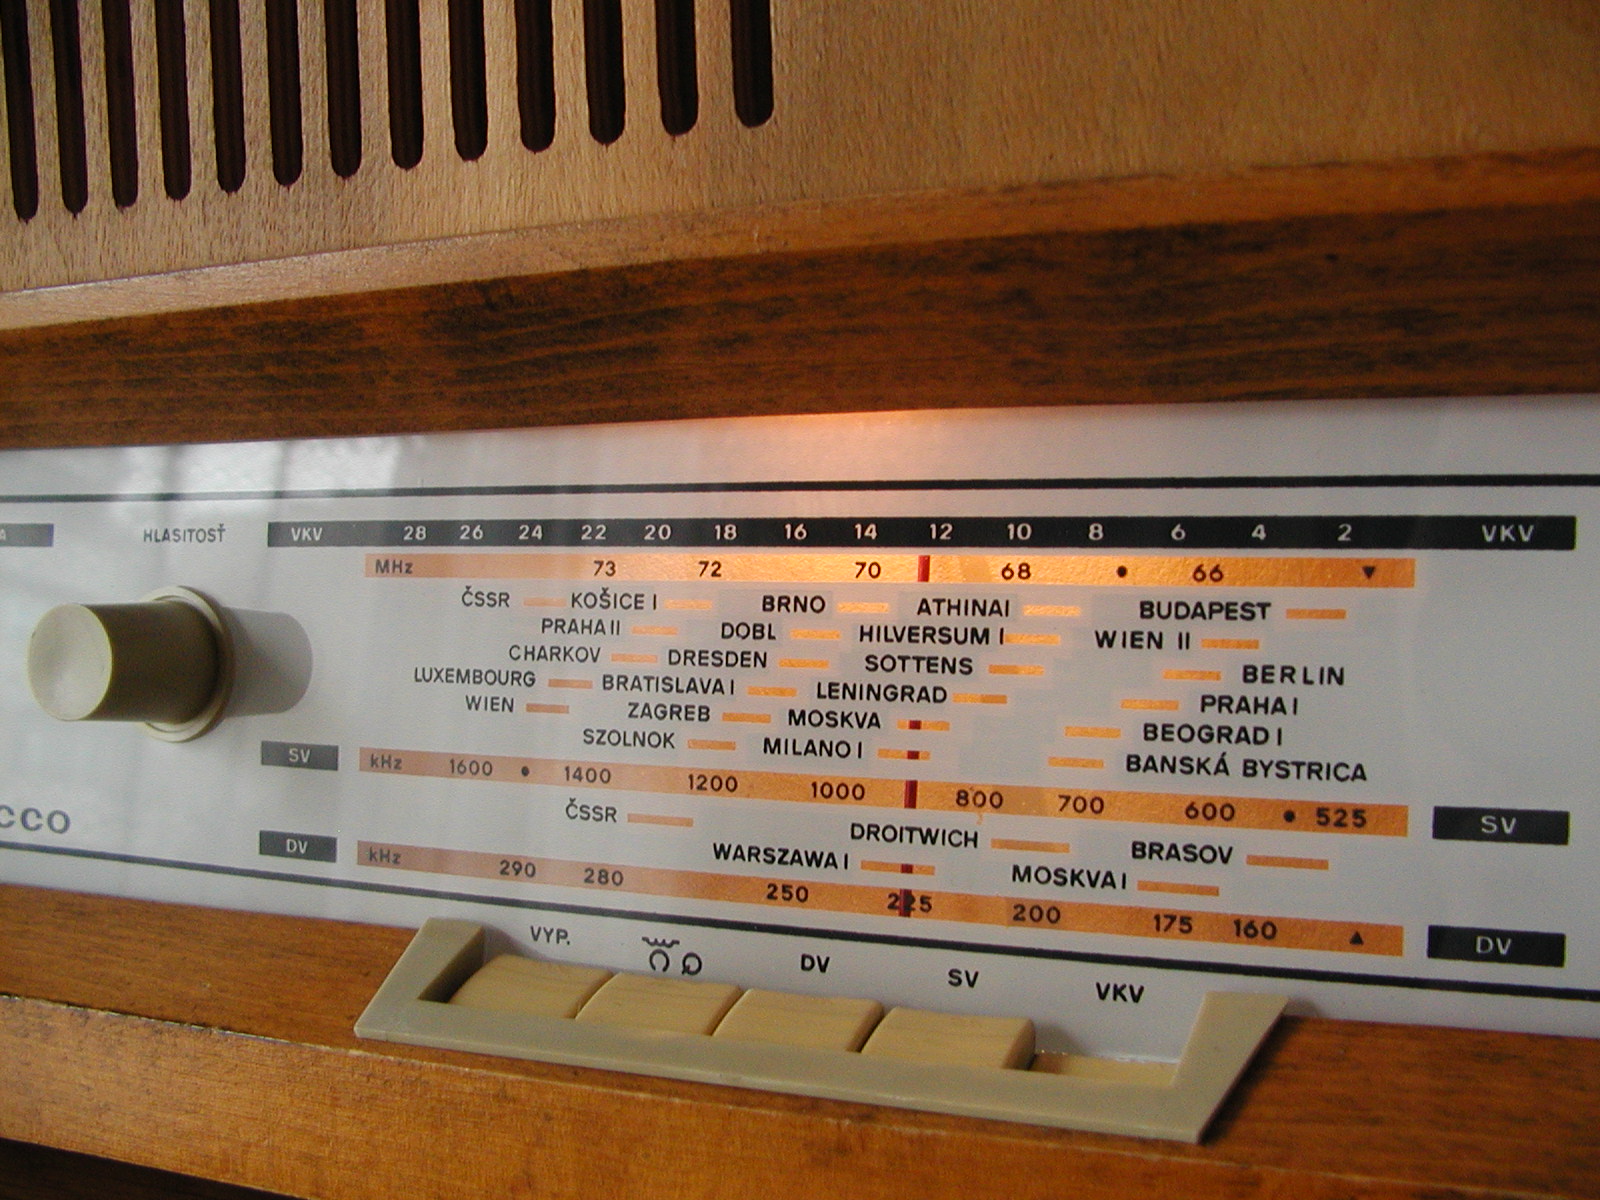 HLASITOSŤ VKV 28 26 24 22 20 18 16 14 12 10 8 6 4 2 VKV
MHz 73 72 70 68 66
ČSSR KOŠICE I BRNO ATHINAI BUDAPEST
PRAHA II DOBL HILVERSUM I WIEN II
CHARKOV DRESDEN SOTTENS BERLIN
LUXEMBOURG BRATISLAVA I LENINGRAD PRAHA I
WIEN ZAGREB MOSKVA BEOGRAD I
SZOLNOK MILANO I BANSKÁ BYSTRICA
SV kHz 1600 1400 1200 1000 800 700 600 525 SV
ČSSR DROITWICH BRASOV
CCO
WARSZAWA I MOSKVA I
DV kHz 290 280 250 225 200 175 160 DV
VYP. DV SV VKV